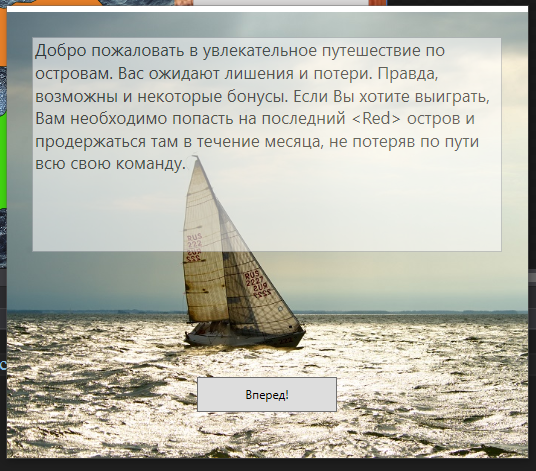 Добро пожаловать в увлекательное путешествие по
островам. Вас ожидают лишения и потери. Правда,
возможны и некоторые бонусы. Если Вы хотите выиграть,
Вам необходимо попасть на последний <Red> остров и
продержаться там в течение месяца, не потеряв по пути
всю свою команду.
RUS
Вперед!